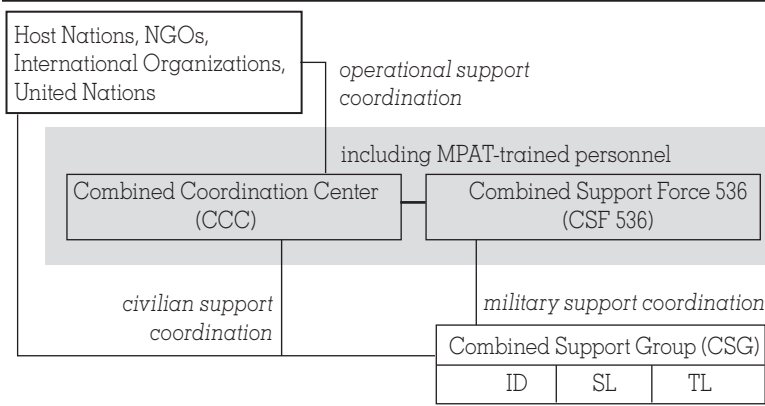 Host Nations, NGOs,
International Organizations,
United Nations
operational support
coordination
including MPAT-trained personnel
Combined Coordination Center
(CCC)
Combined Support Force 536
(CSF 536)
civilian support
coordination
military support coordination
Combined Support Group (CSG)
ID SL TL